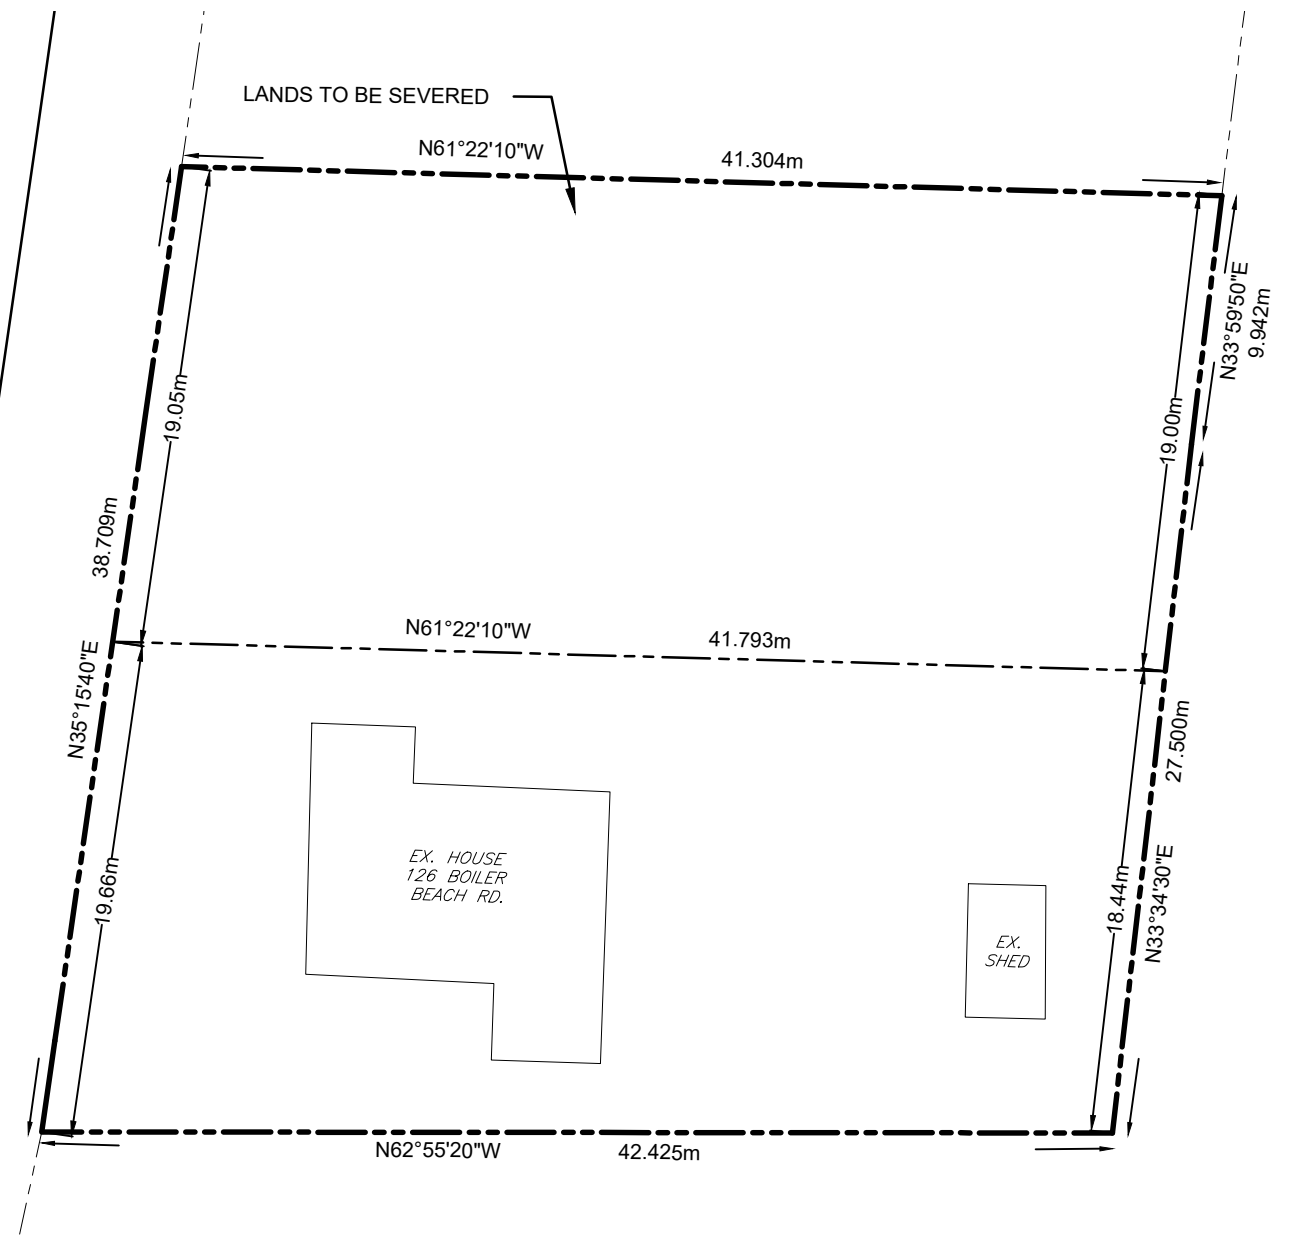 LANDS TO BE SEVERED
N61°22'10"W
41.304m
N33°59'50"E
9.942m
19.05m
19.00m
38.709m
N35°15'40"E
N61°22'10"W
41.793m
27.500m
N33°34'30"E
EX. HOUSE
126 BOILER
BEACH RD.
19.66m
18.44m
EX.
SHED
N62°55'20"W
42.425m